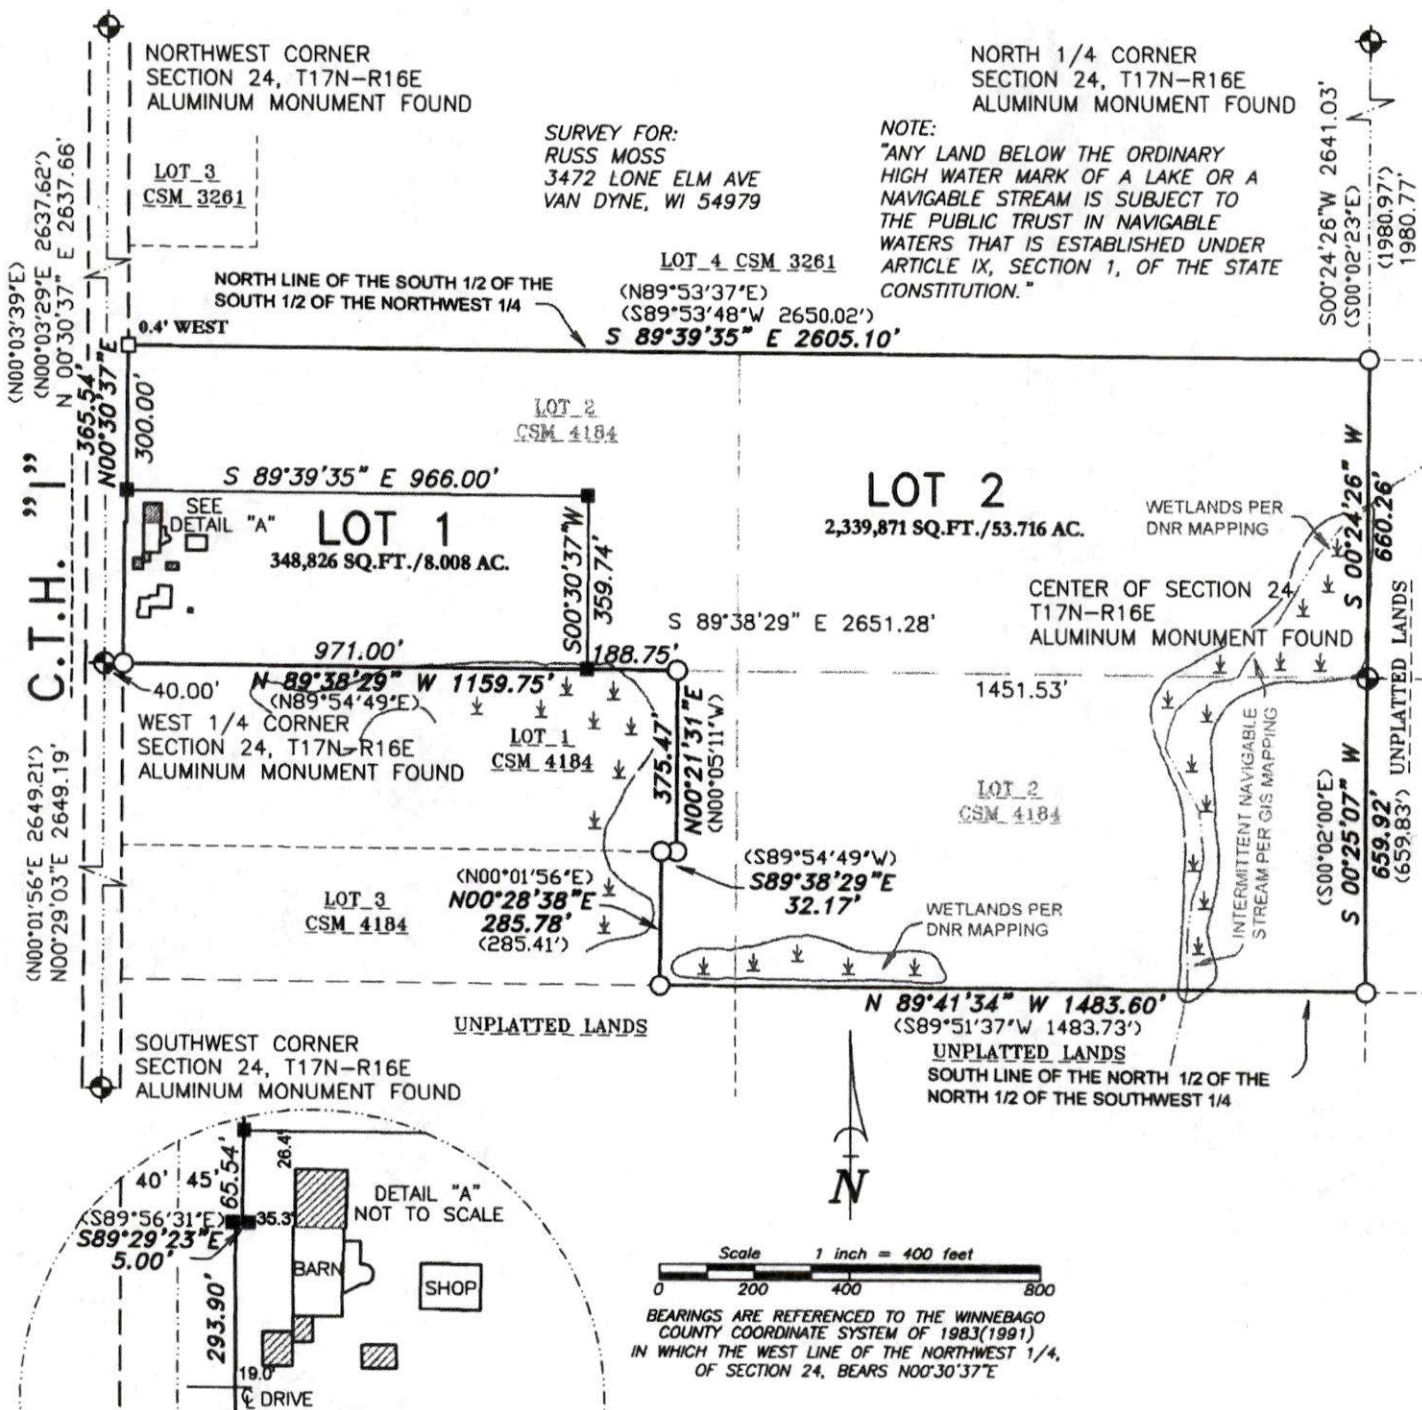 NORTHWEST CORNER
SECTION 24, T17N-R16E
ALUMINUM MONUMENT FOUND
LOT 3
CSM 3261
SURVEY FOR:
RUSS MOSS
3472 LONE ELM AVE
VAN DYNE, WI 54979
NORTH 1/4 CORNER
SECTION 24, T17N-R16E
ALUMINUM MONUMENT FOUND
NOTE:
"ANY LAND BELOW THE ORDINARY
HIGH WATER MARK OF A LAKE OR A
NAVIGABLE STREAM IS SUBJECT TO
THE PUBLIC TRUST IN NAVIGABLE
WATERS THAT IS ESTABLISHED UNDER
ARTICLE IX, SECTION 1, OF THE STATE
CONSTITUTION."
S00°24'26"W 2641.03'
(S00°02'23"E)
(1980.97')
1980.77'
(N00°03'39"E)
(N00°03'29"E 2637.62')
N 00°30'37" E 2637.66'
LOT 4 CSM 3261
NORTH LINE OF THE SOUTH 1/2 OF THE
SOUTH 1/2 OF THE NORTHWEST 1/4
(N89°53'37"E)
(S89°53'48"W 2650.02')
S 89°39'35" E 2605.10'
0.4' WEST
365.54'
N00°30'37"E
300.00'
LOT 2
CSM 4184
C.T.H. "I"
S 89°39'35" E 966.00'
SEE
DETAIL "A"
LOT 1
348,826 SQ.FT./8.008 AC.
S00°30'37"W
359.74'
LOT 2
2,339,871 SQ.FT./53.716 AC.
WETLANDS PER
DNR MAPPING
S 00°24'26" W
660.26'
CENTER OF SECTION 24
T17N-R16E
ALUMINUM MONUMENT FOUND
UNPLATTED LANDS
S 89°38'29" E 2651.28'
971.00'
188.75'
N 89°38'29" W 1159.75'
(N89°54'49"E)
40.00'
1451.53'
WEST 1/4 CORNER
SECTION 24, T17N-R16E
ALUMINUM MONUMENT FOUND
LOT 1
CSM 4184
375.47'
N00°21'31"E
(N00°05'11"W)
LOT 2
CSM 4184
INTERMITTENT NAVIGABLE
STREAM PER GIS MAPPING
(S00°02'00"E)
S 00°25'07" W
659.92'
(659.83')
(N00°01'56"E 2649.21')
N00°29'03"E 2649.19'
LOT 3
CSM 4184
(N00°01'56"E)
N00°28'38"E
285.78'
(285.41')
(S89°54'49"W)
S89°38'29"E
32.17'
WETLANDS PER
DNR MAPPING
N 89°41'34" W 1483.60'
(S89°51'37"W 1483.73')
UNPLATTED LANDS
UNPLATTED LANDS
SOUTH LINE OF THE NORTH 1/2 OF THE
NORTH 1/2 OF THE SOUTHWEST 1/4
SOUTHWEST CORNER
SECTION 24, T17N-R16E
ALUMINUM MONUMENT FOUND
N
40'
45'
65.54'
26.4'
DETAIL "A"
NOT TO SCALE
(S89°56'31"E)
S89°29'23"E
5.00'
35.3'
BARN
SHOP
293.90'
19.0'
℄ DRIVE
Scale 1 inch = 400 feet
0 200 400 800
BEARINGS ARE REFERENCED TO THE WINNEBAGO
COUNTY COORDINATE SYSTEM OF 1983(1991)
IN WHICH THE WEST LINE OF THE NORTHWEST 1/4,
OF SECTION 24, BEARS N00°30'37"E